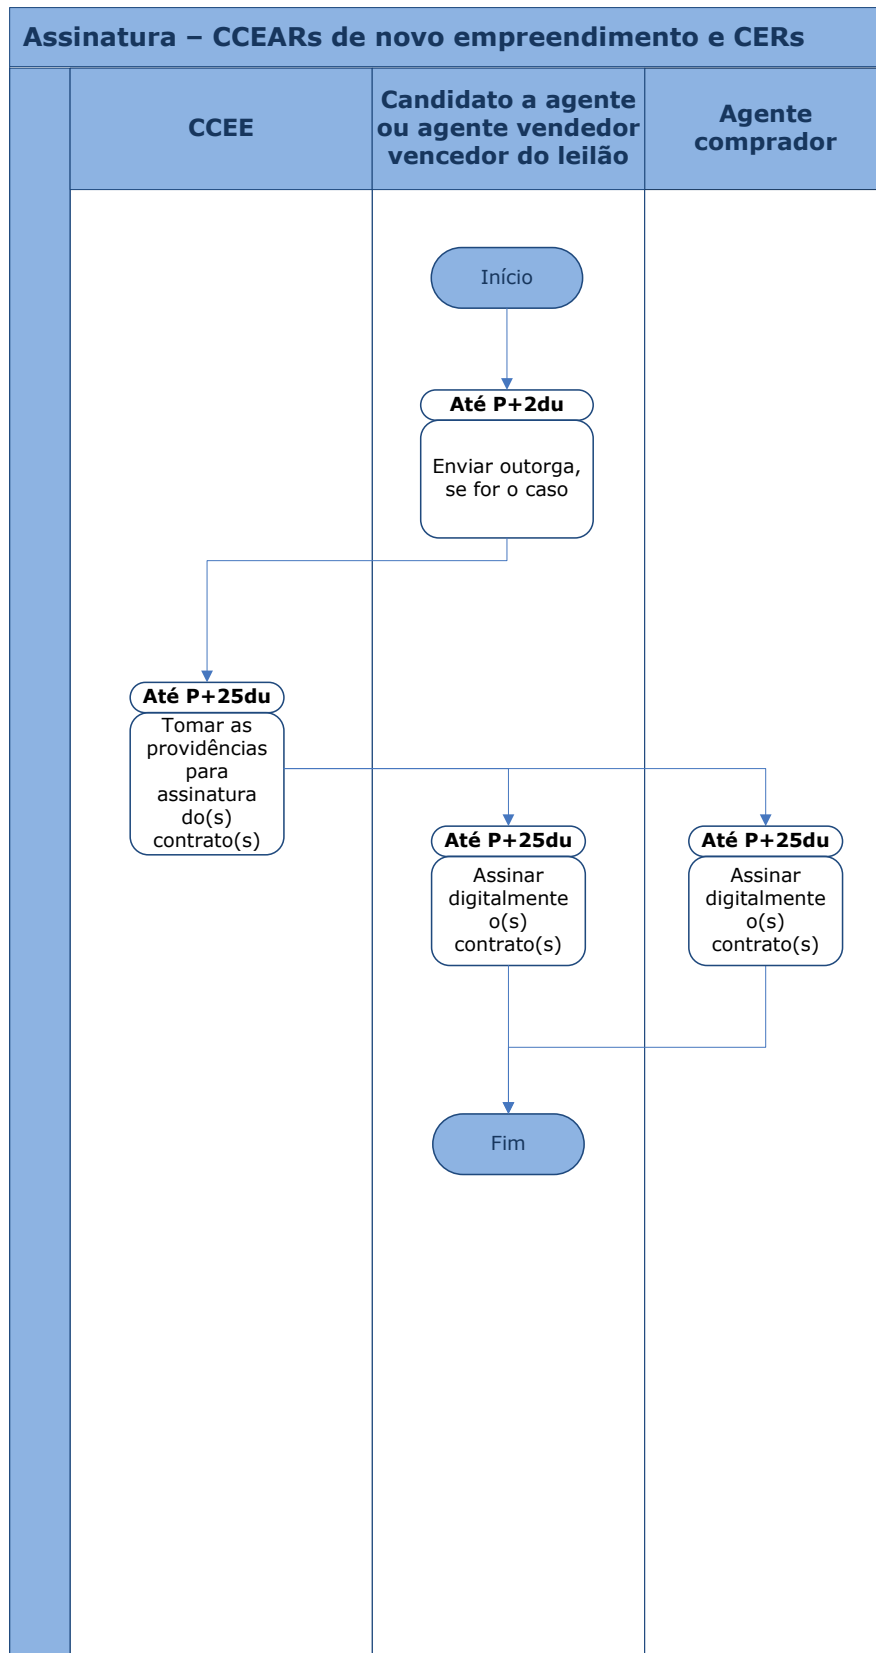 Assinatura – CCEARs de novo empreendimento e CERs
CCEE
Candidato a agente
ou agente vendedor
vencedor do leilão
Agente
comprador
Início
Até P+2du
Enviar outorga,
se for o caso
Até P+25du
Tomar as
providências
para
assinatura
do(s)
contrato(s)
Até P+25du
Assinar
digitalmente
o(s)
contrato(s)
Até P+25du
Assinar
digitalmente
o(s)
contrato(s)
Fim